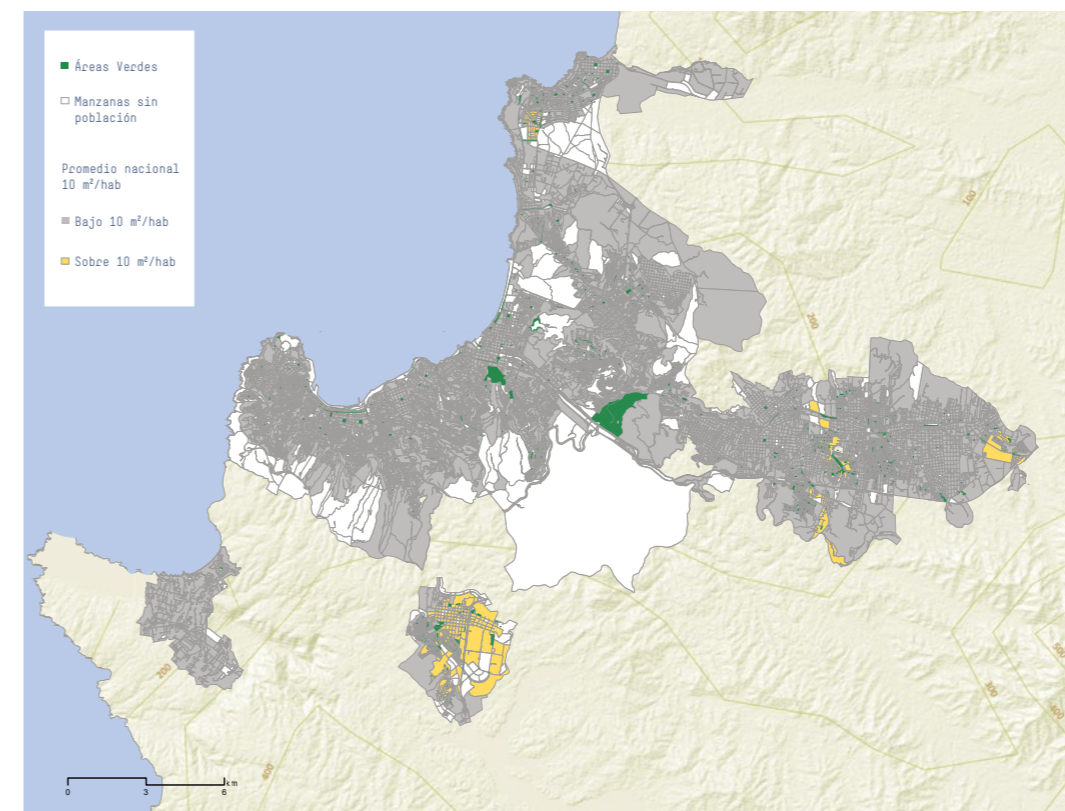 Áreas Verdes
Manzanas sin
población
Promedio nacional
10 m²/hab
Bajo 10 m²/hab
Sobre 10 m²/hab
100
200
200
500
300
400
400
km
0 3 6